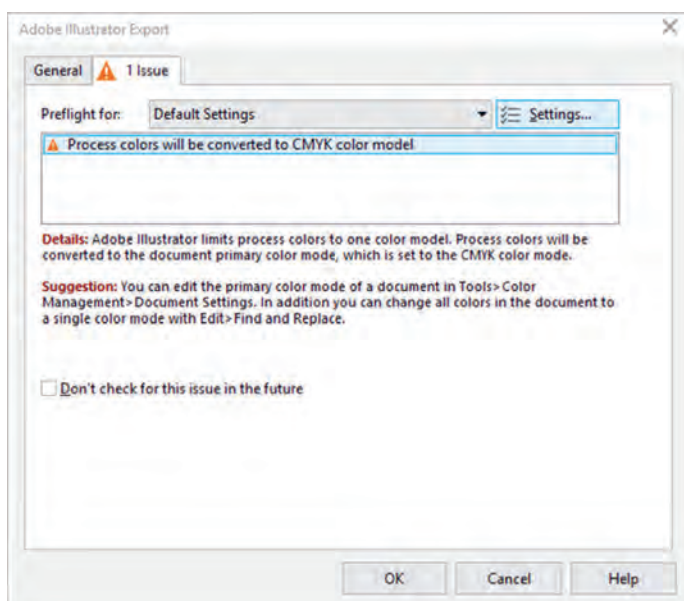 Adobe Illustrator Export
General
1 Issue
Preflight for:
Default Settings
Settings...
Process colors will be converted to CMYK color model
Details: Adobe Illustrator limits process colors to one color model. Process colors will be
converted to the document primary color mode, which is set to the CMYK color mode.
Suggestion: You can edit the primary color mode of a document in Tools>Color
Management>Document Settings. In addition you can change all colors in the document to
a single color mode with Edit>Find and Replace.
Don't check for this issue in the future
OK
Cancel
Help